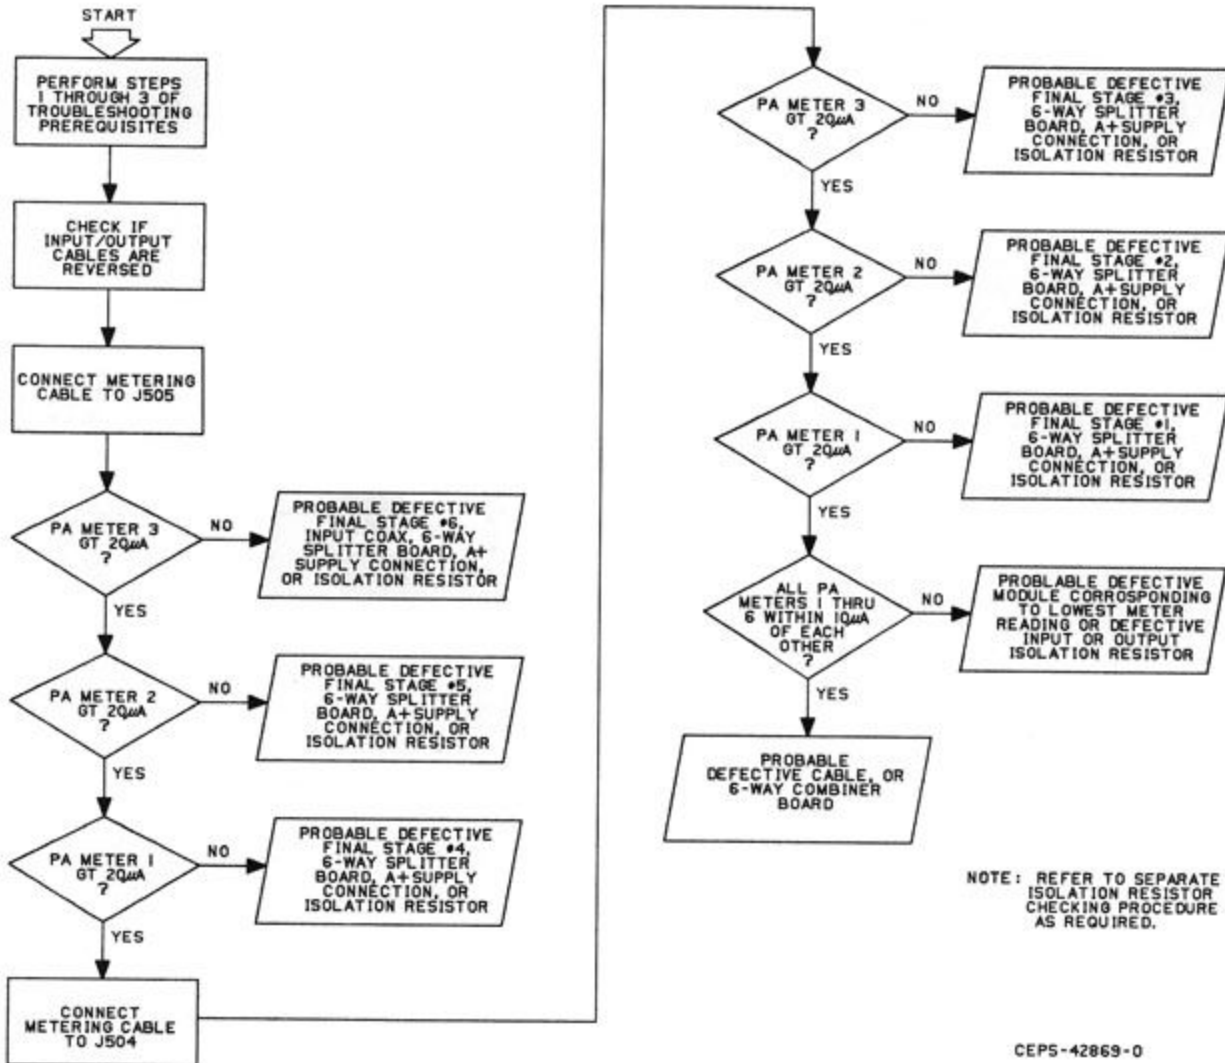 START
PERFORM STEPS
1 THROUGH 3 OF
TROUBLESHOOTING
PREREQUISITES
CHECK IF
INPUT/OUTPUT
CABLES ARE
REVERSED
CONNECT METERING
CABLE TO J505
PA METER 3
GT 20µA
?
NO
PROBABLE DEFECTIVE
FINAL STAGE #6,
INPUT COAX, 6-WAY
SPLITTER BOARD, A+
SUPPLY CONNECTION,
OR ISOLATION RESISTOR
YES
PA METER 2
GT 20µA
?
NO
PROBABLE DEFECTIVE
FINAL STAGE #5,
6-WAY SPLITTER
BOARD, A+SUPPLY
CONNECTION, OR
ISOLATION RESISTOR
YES
PA METER 1
GT 20µA
?
NO
PROBABLE DEFECTIVE
FINAL STAGE #4,
6-WAY SPLITTER
BOARD, A+SUPPLY
CONNECTION, OR
ISOLATION RESISTOR
YES
CONNECT
METERING CABLE
TO J504
PA METER 3
GT 20µA
?
NO
PROBABLE DEFECTIVE
FINAL STAGE #3,
6-WAY SPLITTER
BOARD, A+SUPPLY
CONNECTION, OR
ISOLATION RESISTOR
YES
PA METER 2
GT 20µA
?
NO
PROBABLE DEFECTIVE
FINAL STAGE #2,
6-WAY SPLITTER
BOARD, A+SUPPLY
CONNECTION, OR
ISOLATION RESISTOR
YES
PA METER 1
GT 20µA
?
NO
PROBABLE DEFECTIVE
FINAL STAGE #1,
6-WAY SPLITTER
BOARD, A+SUPPLY
CONNECTION, OR
ISOLATION RESISTOR
YES
ALL PA
METERS 1 THRU
6 WITHIN 10µA
OF EACH
OTHER
?
NO
PROBLABLE DEFECTIVE
MODULE CORRSPONDING
TO LOWEST METER
READING OR DEFECTIVE
INPUT OR OUTPUT
ISOLATION RESISTOR
YES
PROBABLE
DEFECTIVE CABLE, OR
6-WAY COMBINER
BOARD
NOTE: REFER TO SEPARATE
ISOLATION RESISTOR
CHECKING PROCEDURE
AS REQUIRED.
CEPS-42869-0